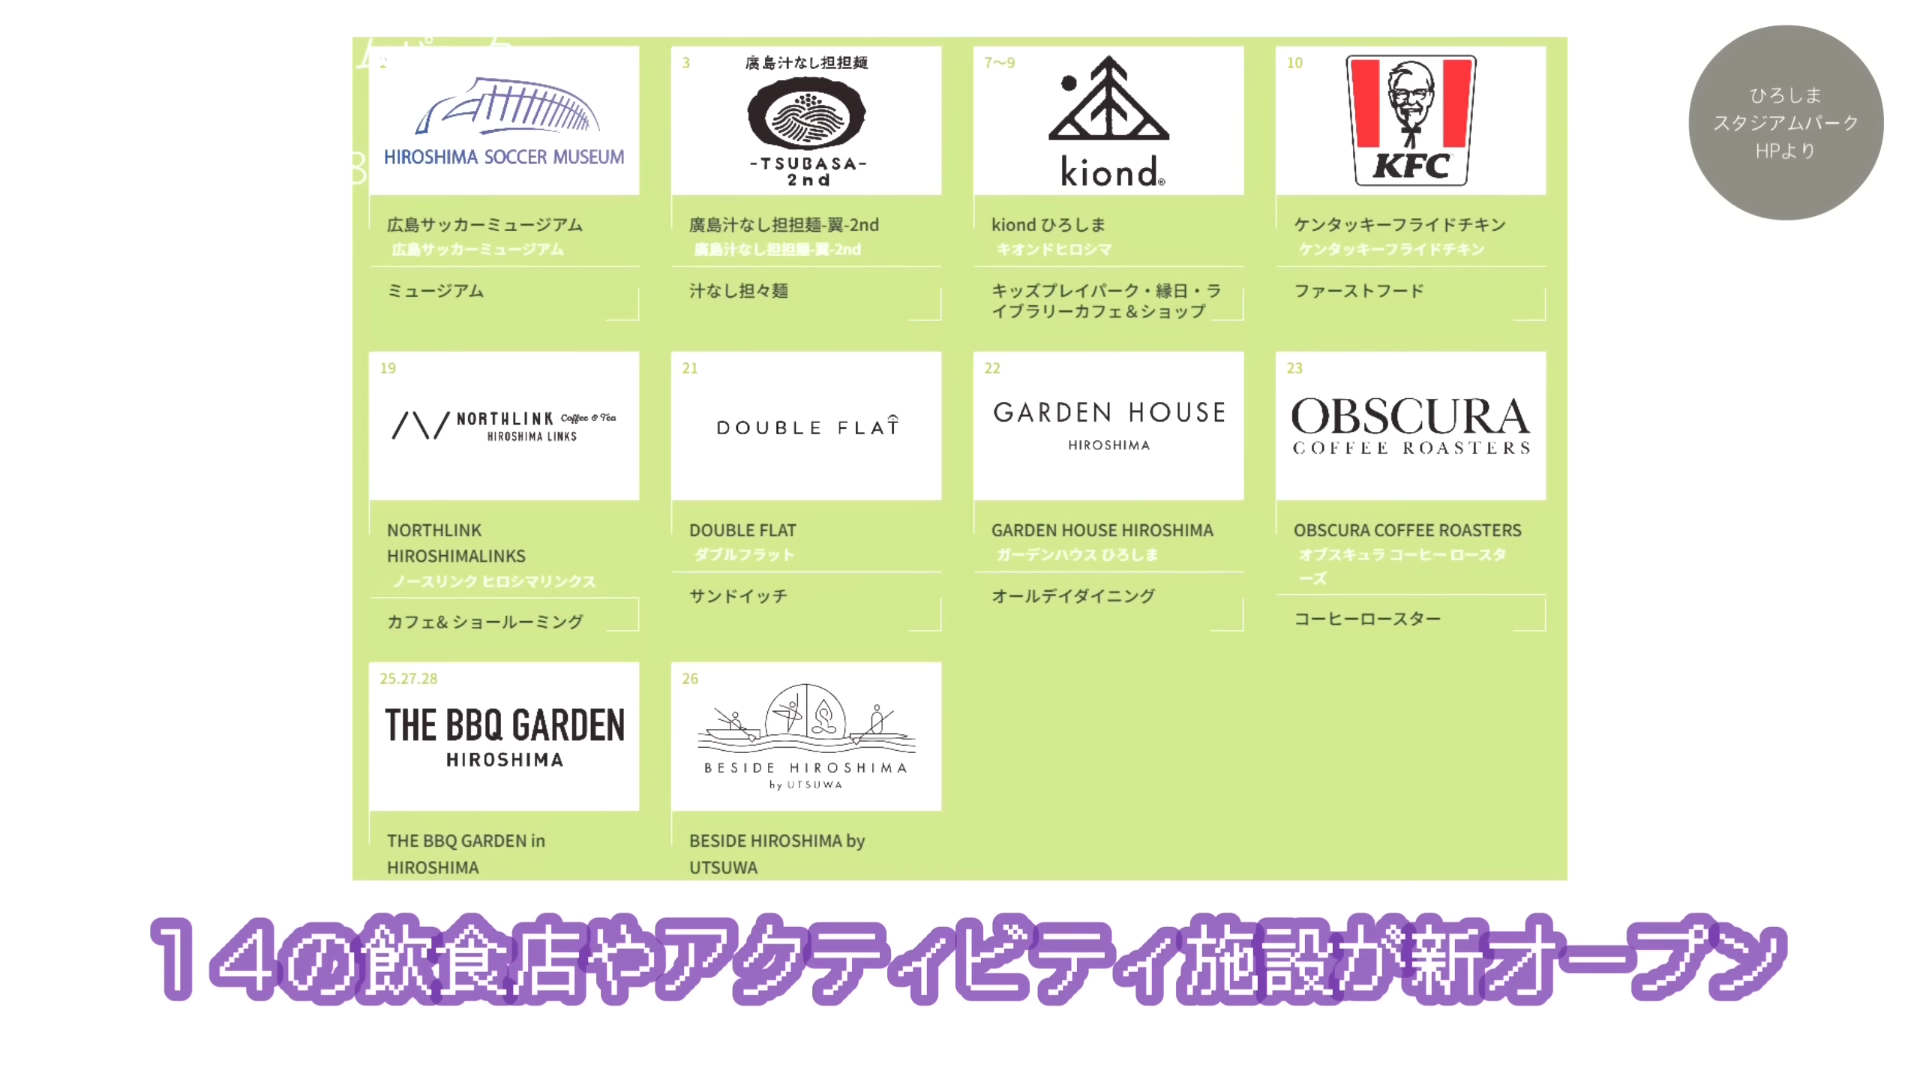 ひろしま
スタジアムパーク
HPより
HIROSHIMA SOCCER MUSEUM
広島サッカーミュージアム
広島サッカーミュージアム
ミュージアム
3
廣島汁なし担担麺
-TSUBASA-
2nd
廣島汁なし担担麺-翼-2nd
廣島汁なし担担麺-翼-2nd
汁なし担々麺
7〜9
kiond®
kiond ひろしま
キオンドヒロシマ
キッズプレイパーク・縁日・ラ
イブラリーカフェ＆ショップ
10
KFC
ケンタッキーフライドチキン
ケンタッキーフライドチキン
ファーストフード
19
NORTHLINK Coffee & Tea
HIROSHIMA LINKS
NORTHLINK
HIROSHIMALINKS
ノースリンク ヒロシマリンクス
カフェ& ショールーミング
21
DOUBLE FLAT
DOUBLE FLAT
ダブルフラット
サンドイッチ
22
GARDEN HOUSE
HIROSHIMA
GARDEN HOUSE HIROSHIMA
ガーデンハウス ひろしま
オールデイダイニング
23
OBSCURA
COFFEE ROASTERS
OBSCURA COFFEE ROASTERS
オブスキュラ コーヒー ロースタ
ーズ
コーヒーロースター
25.27.28
THE BBQ GARDEN
HIROSHIMA
THE BBQ GARDEN in
HIROSHIMA
26
BESIDE HIROSHIMA
by UTSUWA
BESIDE HIROSHIMA by
UTSUWA
１４の飲食店やアクティビティ施設が新オープン